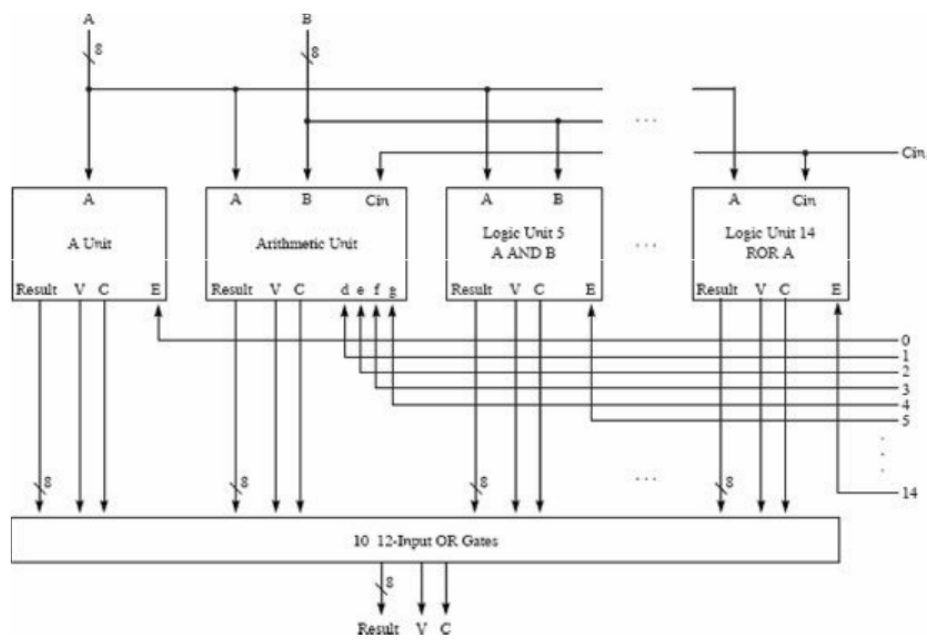 A B
8 8
. . .
Cin
A A B Cin A B A Cin
A Unit Arithmetic Unit Logic Unit 5 Logic Unit 14
A AND B . . . ROR A
Result V C E Result V C d e f g Result V C E Result V C E
0
1
2
3
4
5
. . .
8 8 8 . . . 8
14
10 12-Input OR Gates
8
Result V C